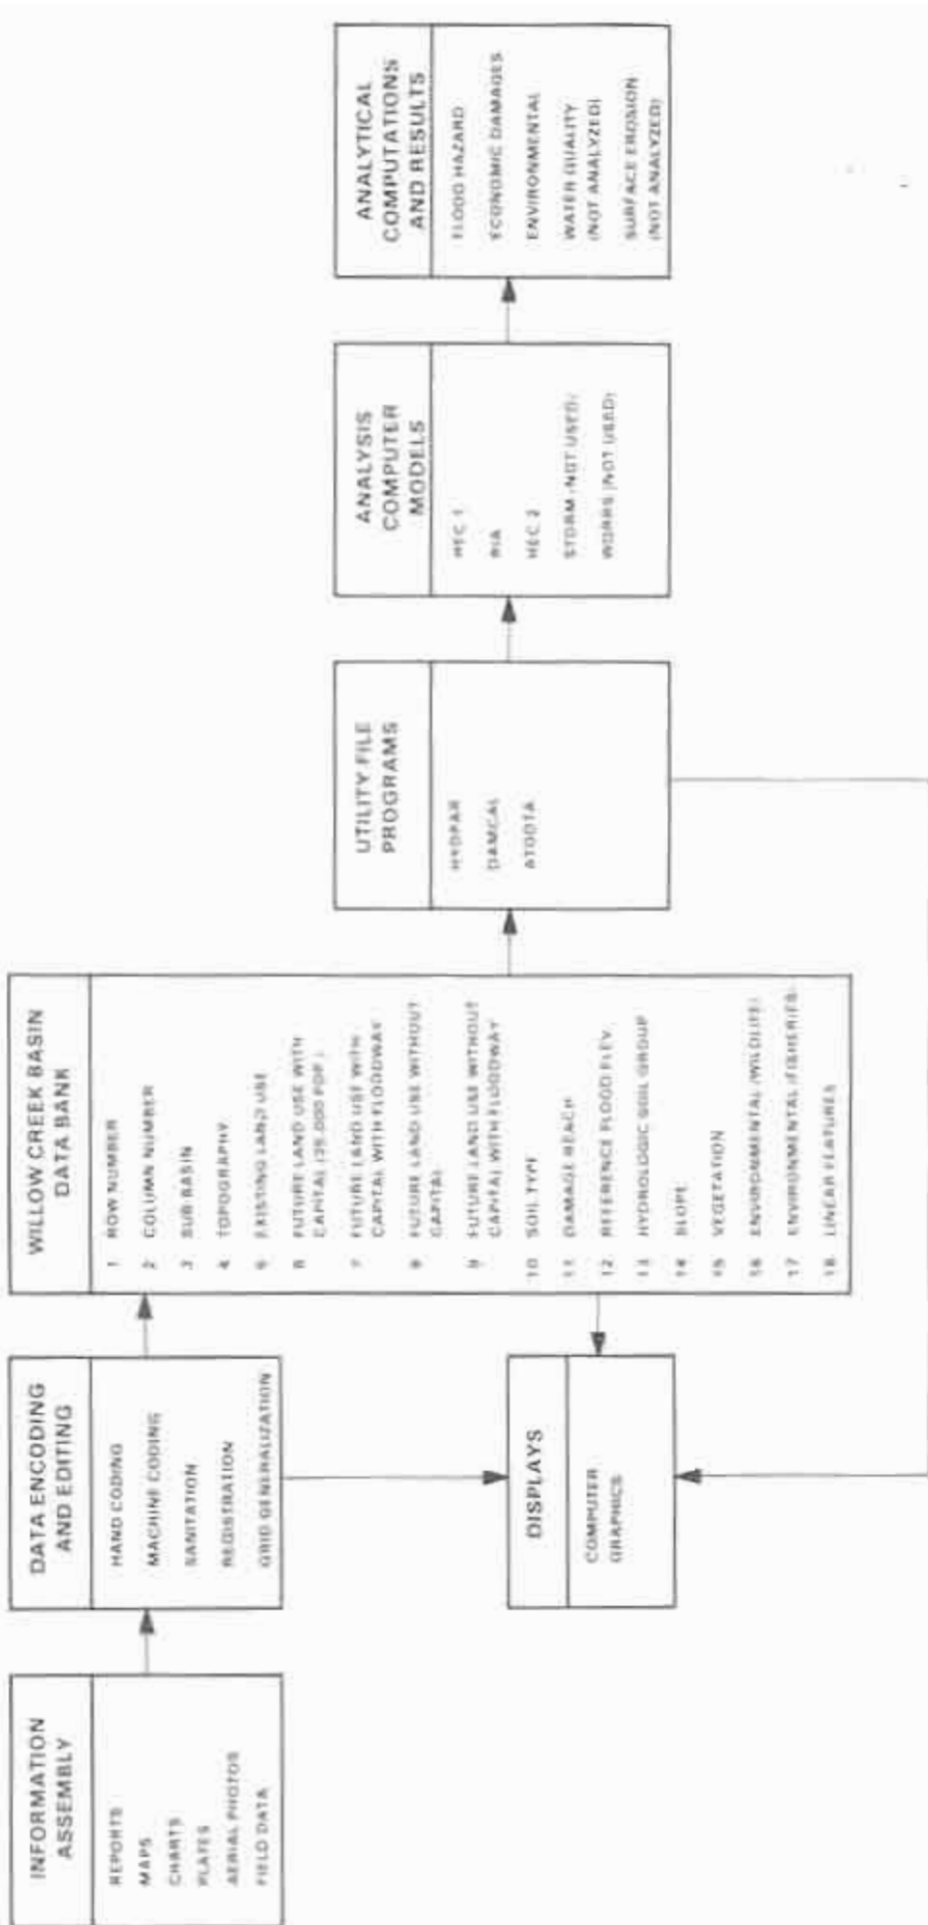 INFORMATION
ASSEMBLY
REPORTS
MAPS
CHARTS
PLATES
AERIAL PHOTOS
FIELD DATA
DATA ENCODING
AND EDITING
HAND CODING
MACHINE CODING
SANITATION
REGISTRATION
GRID GENERALIZATION
WILLOW CREEK BASIN
DATA BANK
1 ROW NUMBER
2 COLUMN NUMBER
3 SUB BASIN
4 TOPOGRAPHY
5 EXISTING LAND USE
6 FUTURE LAND USE WITH
CAPITAL POP
7 FUTURE LAND USE WITH
CAPITAL WITH FLOODWAY
8 FUTURE LAND USE WITHOUT
CAPITAL
9 FUTURE LAND USE WITHOUT
CAPITAL WITH FLOODWAY
10 SOIL TYPE
11 DAMAGE REACH
12 REFERENCE FLOOD ELEV.
13 HYDROLOGIC SOIL GROUP
14 SLOPE
15 VEGETATION
16 ENVIRONMENTAL (WILDLIFE)
17 ENVIRONMENTAL (FISHERIES)
18 LINEAR FEATURES
DISPLAYS
COMPUTER
GRAPHICS
UTILITY FILE
PROGRAMS
HYDPAR
DAMCAL
ATODTA
ANALYSIS
COMPUTER
MODELS
HEC 1
RIA
HEC 2
STORM (NOT USED)
WQRRS (NOT USED)
ANALYTICAL
COMPUTATIONS
AND RESULTS
FLOOD HAZARD
ECONOMIC DAMAGES
ENVIRONMENTAL
WATER QUALITY
(NOT ANALYZED)
SURFACE EROSION
(NOT ANALYZED)